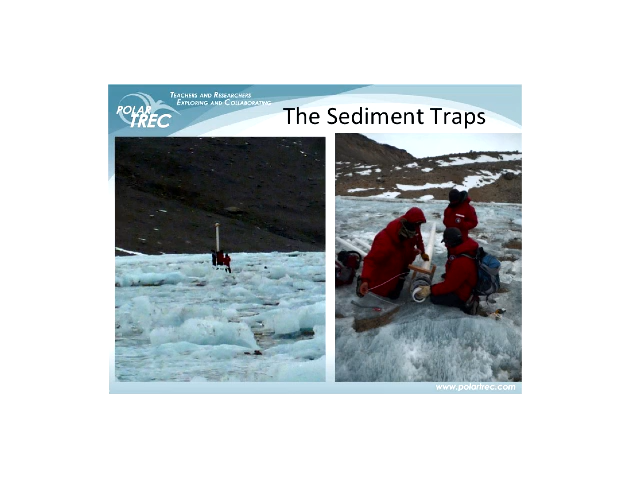 TEACHERS AND RESEARCHERS
EXPLORING AND COLLABORATING
POLAR
TREC
The Sediment Traps
www.polartrec.com